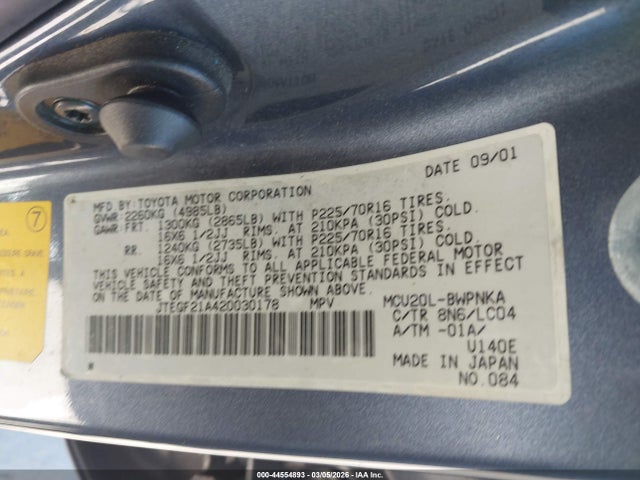 DATE 09/01
MFD.BY:TOYOTA MOTOR CORPORATION
GVWR:2260KG (4985LB)
GAWR:FRT. 1300KG (2865LB) WITH P225/70R16 TIRES.
16X6 1/2JJ RIMS. AT 210KPA (30PSI) COLD.
RR. 1240KG (2735LB) WITH P225/70R16 TIRES.
16X6 1/2JJ RIMS. AT 210KPA (30PSI) COLD.
THIS VEHICLE CONFORMS TO ALL APPLICABLE FEDERAL MOTOR
VEHICLE SAFETY AND THEFT PREVENTION STANDARDS IN EFFECT
ON THE DATE OF MANUFACTURE SHOWN ABOVE.
JTEGF21A420030178 MPV MCU20L-BWPNKA
C/TR 8N6/LC04
A/TM -01A/
U140E
MADE IN JAPAN
NO.084
7
000-44554893 | 03/05/2026 | IAA Inc.